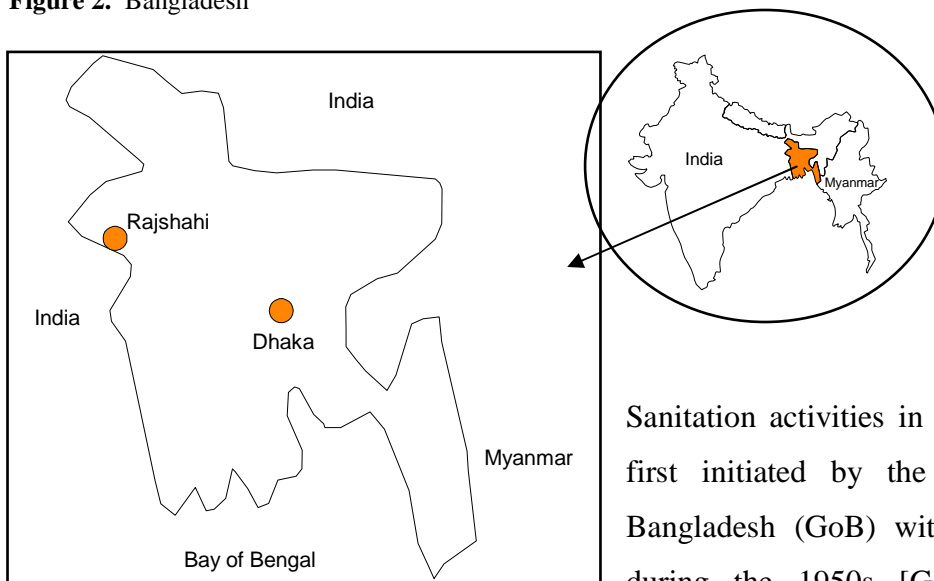 Figure 2. Bangladesh
India
Rajshahi
India
Dhaka
Myanmar
Bay of Bengal
India
Myanmar
Sanitation activities in
first initiated by the
Bangladesh (GoB)
during the 1950s